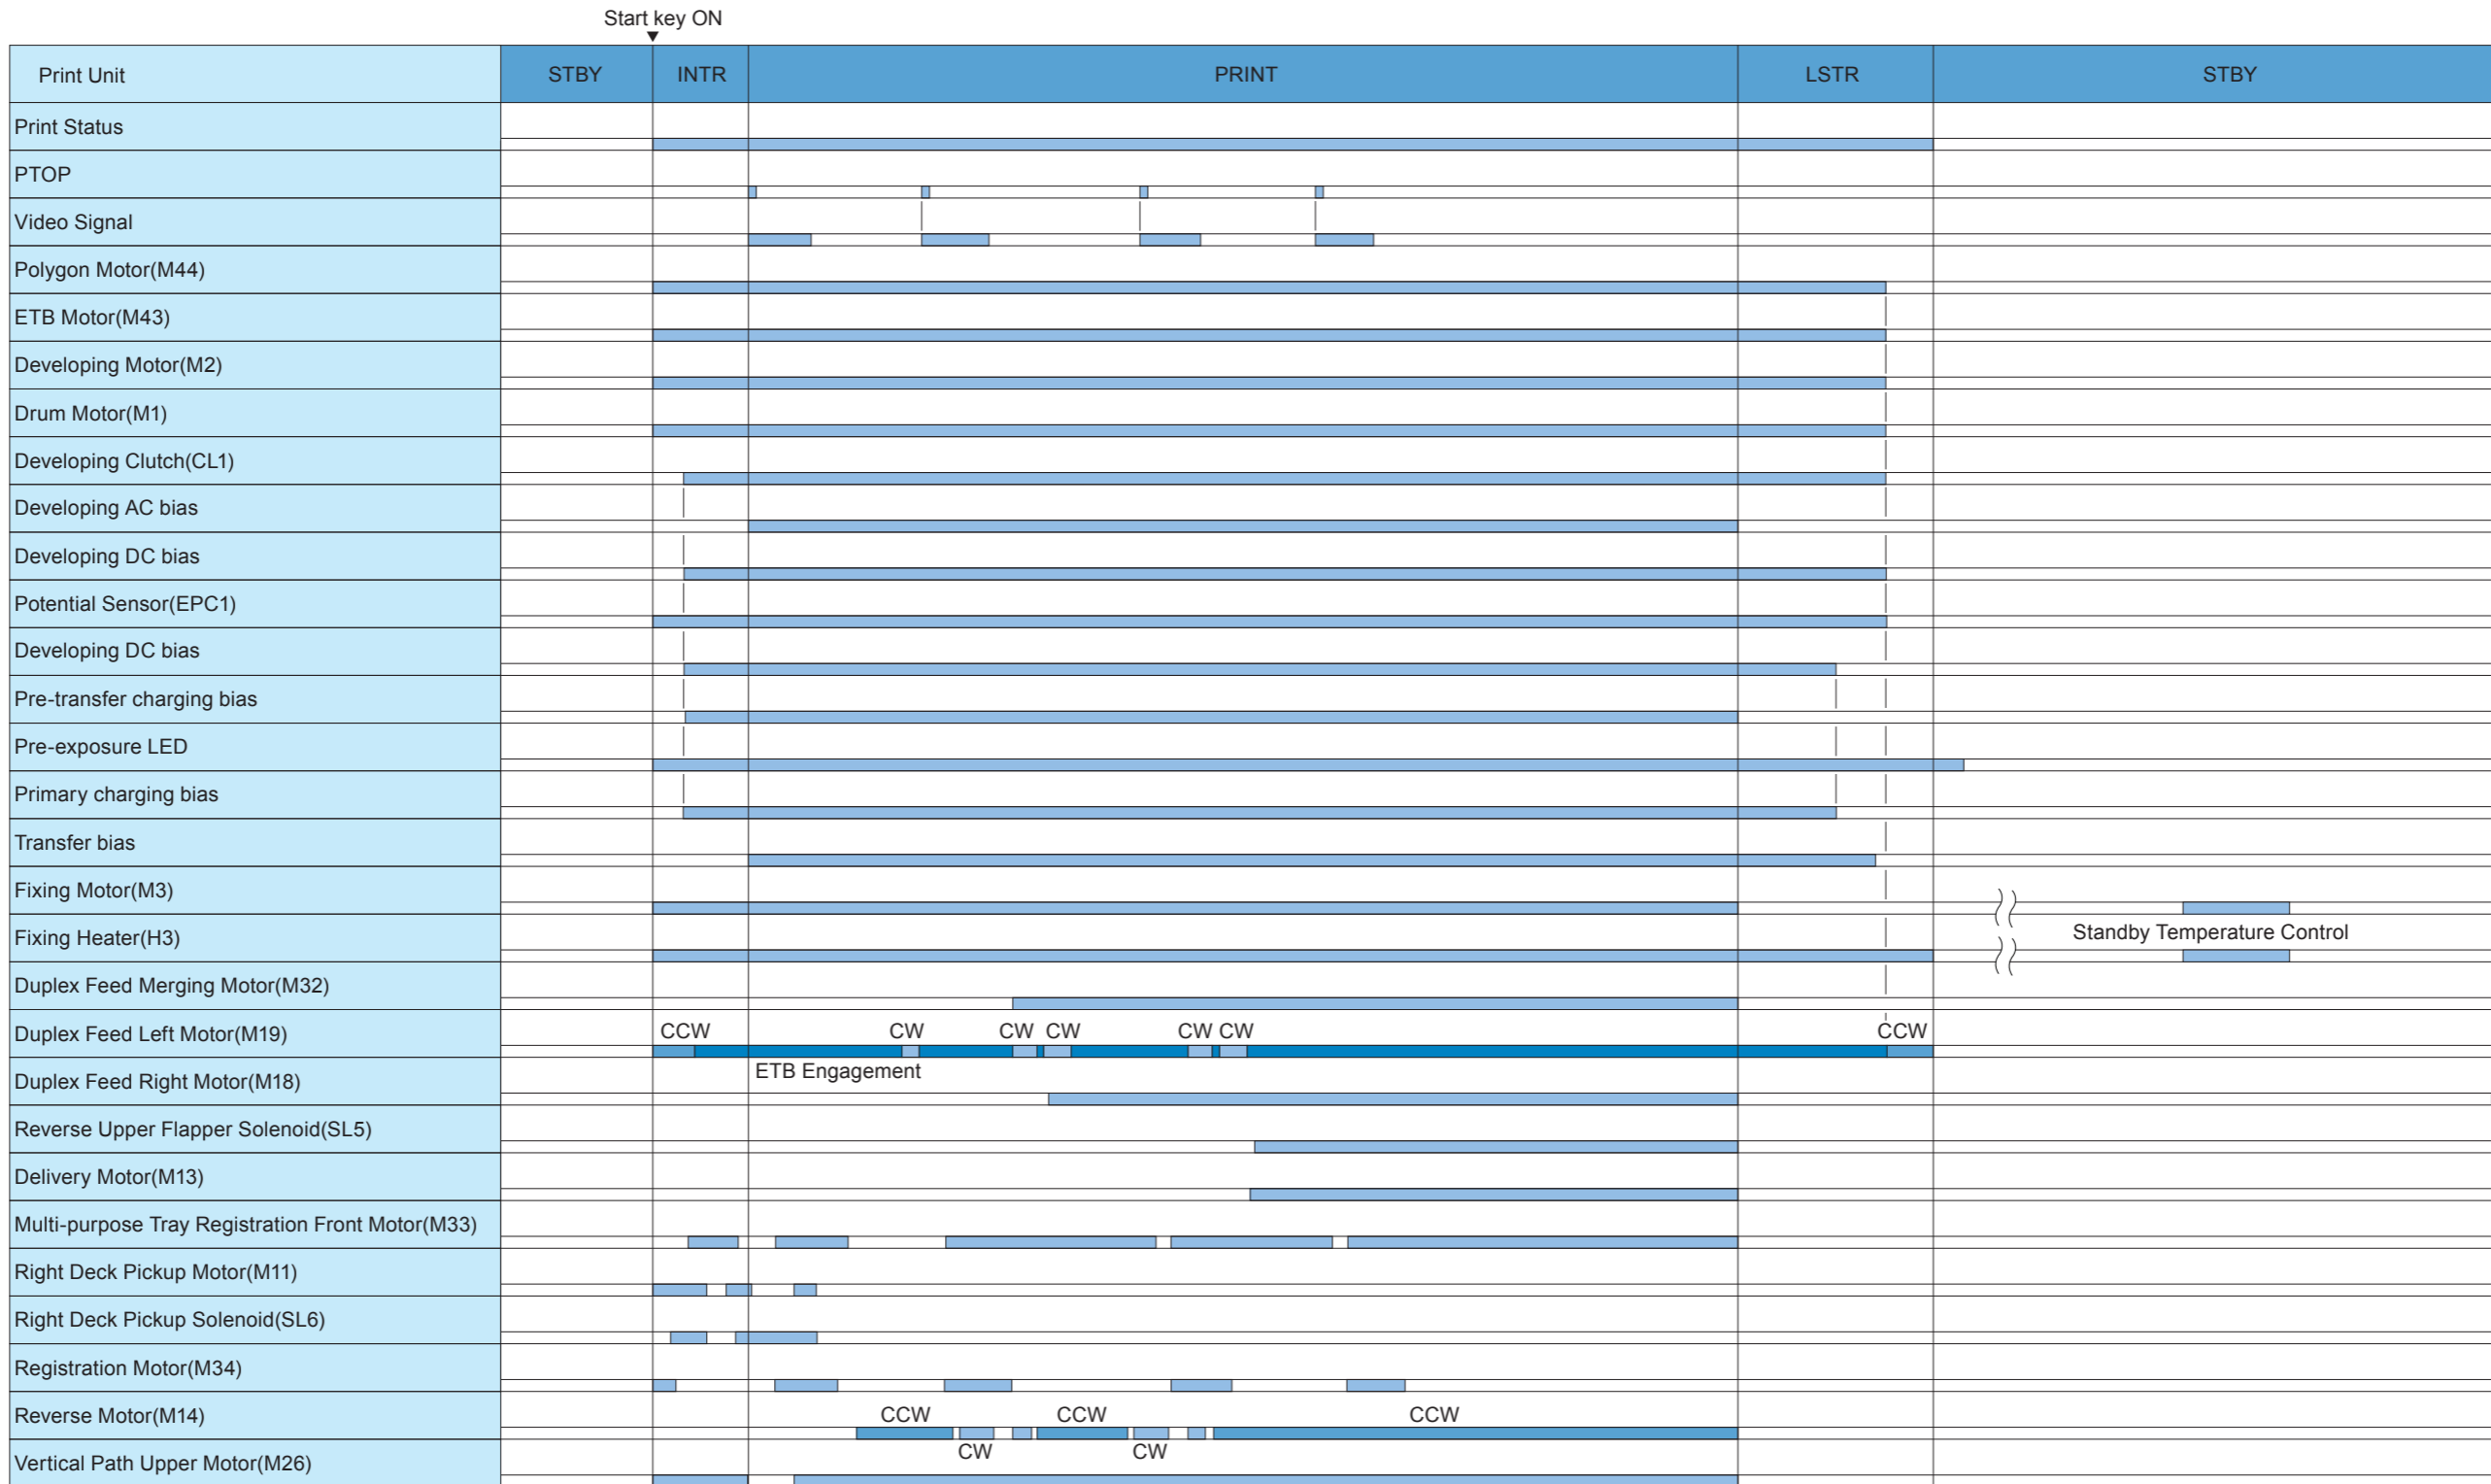 Start key ON
Print Unit STBY INTR PRINT LSTR STBY
Print Status
PTOP
Video Signal
Polygon Motor(M44)
ETB Motor(M43)
Developing Motor(M2)
Drum Motor(M1)
Developing Clutch(CL1)
Developing AC bias
Developing DC bias
Potential Sensor(EPC1)
Developing DC bias
Pre-transfer charging bias
Pre-exposure LED
Primary charging bias
Transfer bias
Fixing Motor(M3)
Fixing Heater(H3) Standby Temperature Control
Duplex Feed Merging Motor(M32)
Duplex Feed Left Motor(M19) CCW CW CW CW CW CW CCW
ETB Engagement
Duplex Feed Right Motor(M18)
Reverse Upper Flapper Solenoid(SL5)
Delivery Motor(M13)
Multi-purpose Tray Registration Front Motor(M33)
Right Deck Pickup Motor(M11)
Right Deck Pickup Solenoid(SL6)
Registration Motor(M34)
Reverse Motor(M14) CCW CCW CCW
CW CW
Vertical Path Upper Motor(M26)